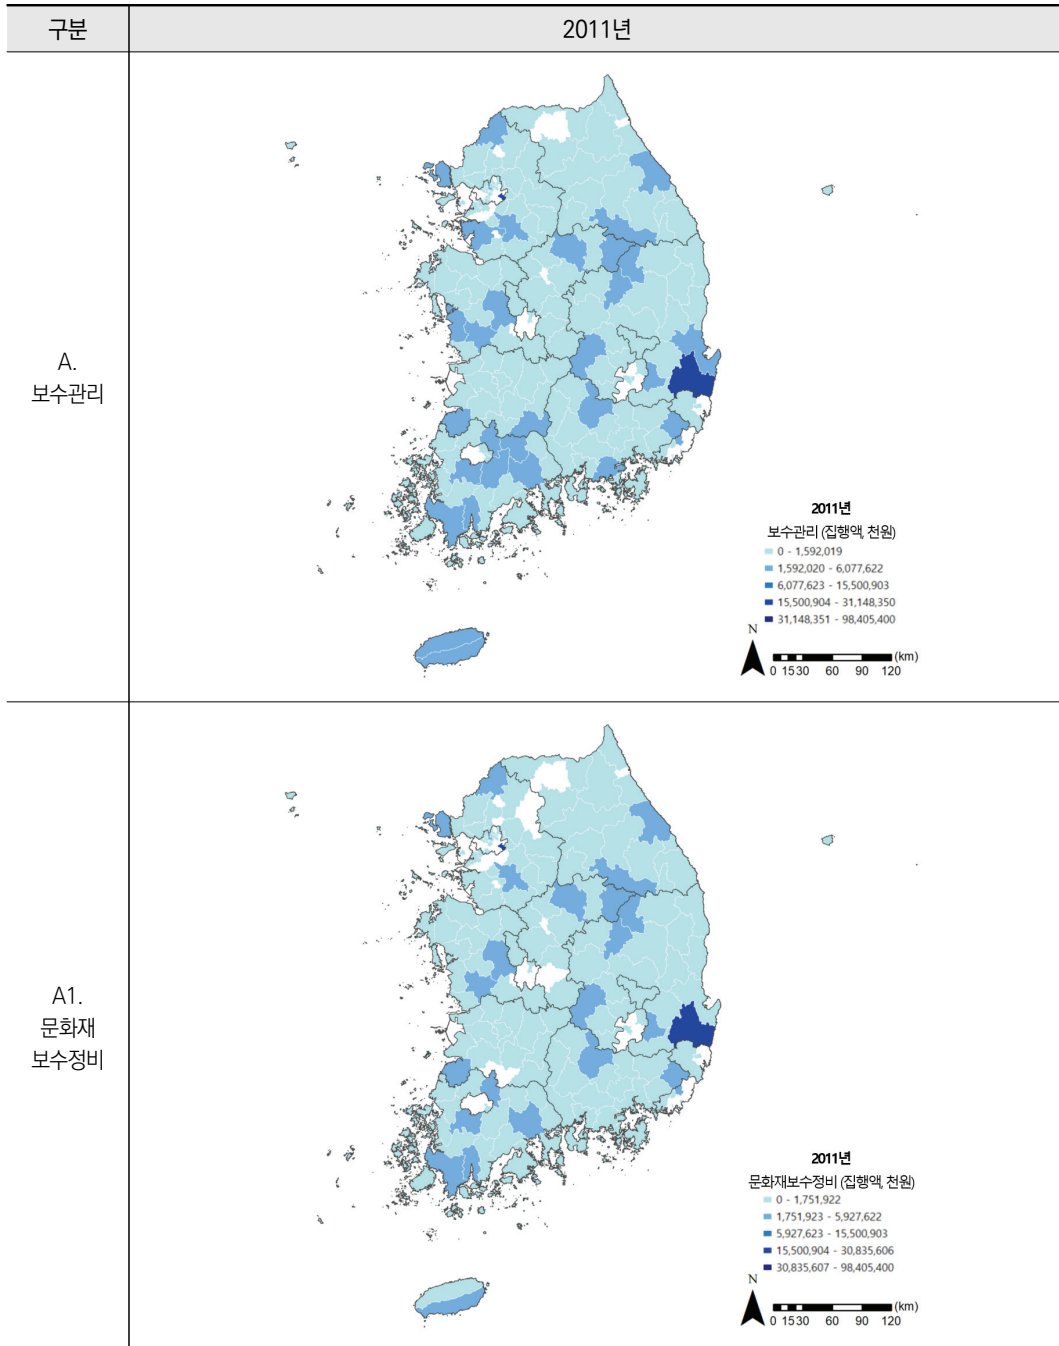 구분
2011년
A.
보수관리
2011년
보수관리 (집행액, 천원)
0 - 1,592,019
1,592,020 - 6,077,622
6,077,623 - 15,500,903
15,500,904 - 31,148,350
31,148,351 - 98,405,400
N
(km)
0 15 30 60 90 120
A1.
문화재
보수정비
2011년
문화재보수정비 (집행액, 천원)
0 - 1,751,922
1,751,923 - 5,927,622
5,927,623 - 15,500,903
15,500,904 - 30,835,606
30,835,607 - 98,405,400
N
(km)
0 15 30 60 90 120